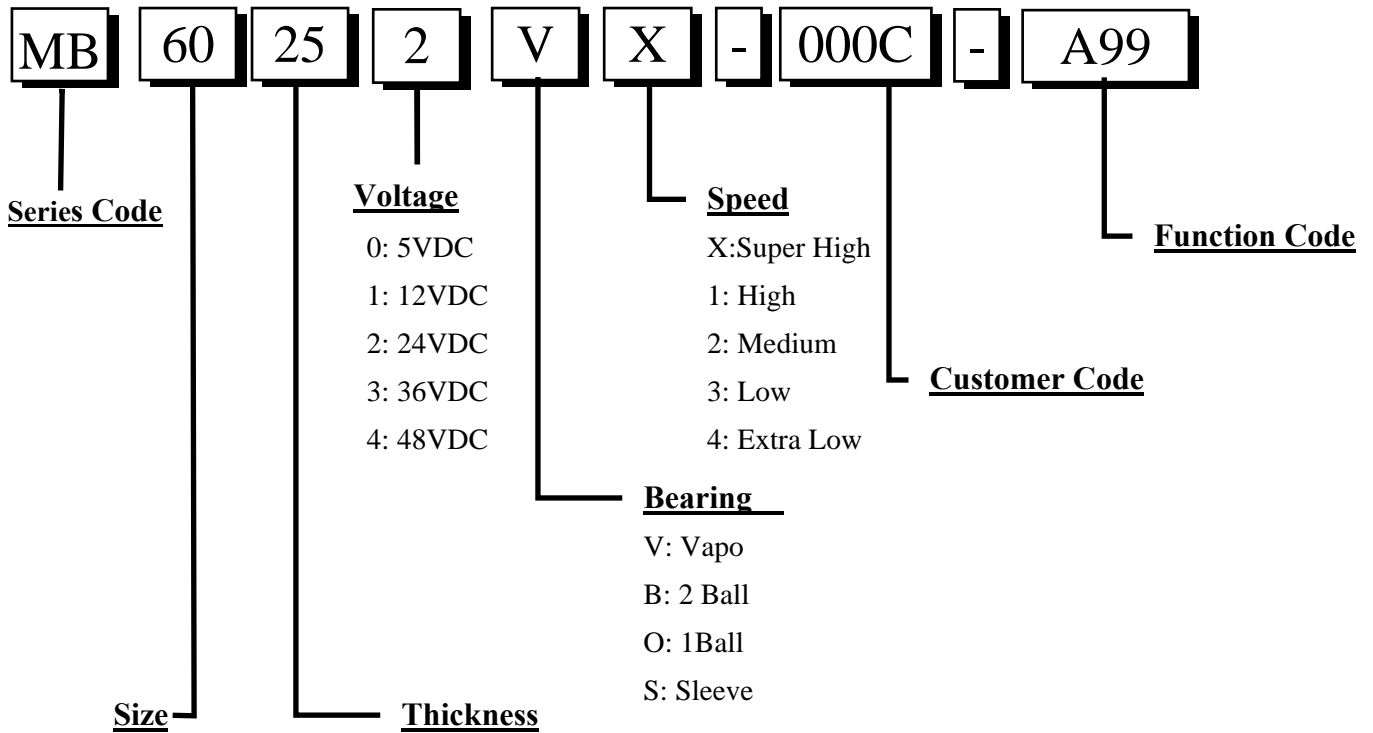 MB 60 25 2 V X - 000C - A99
Series Code
Voltage
0: 5VDC
1: 12VDC
2: 24VDC
3: 36VDC
4: 48VDC
Speed
X:Super High
1: High
2: Medium
3: Low
4: Extra Low
Function Code
Customer Code
Bearing
V: Vapo
B: 2 Ball
O: 1Ball
S: Sleeve
Size
Thickness